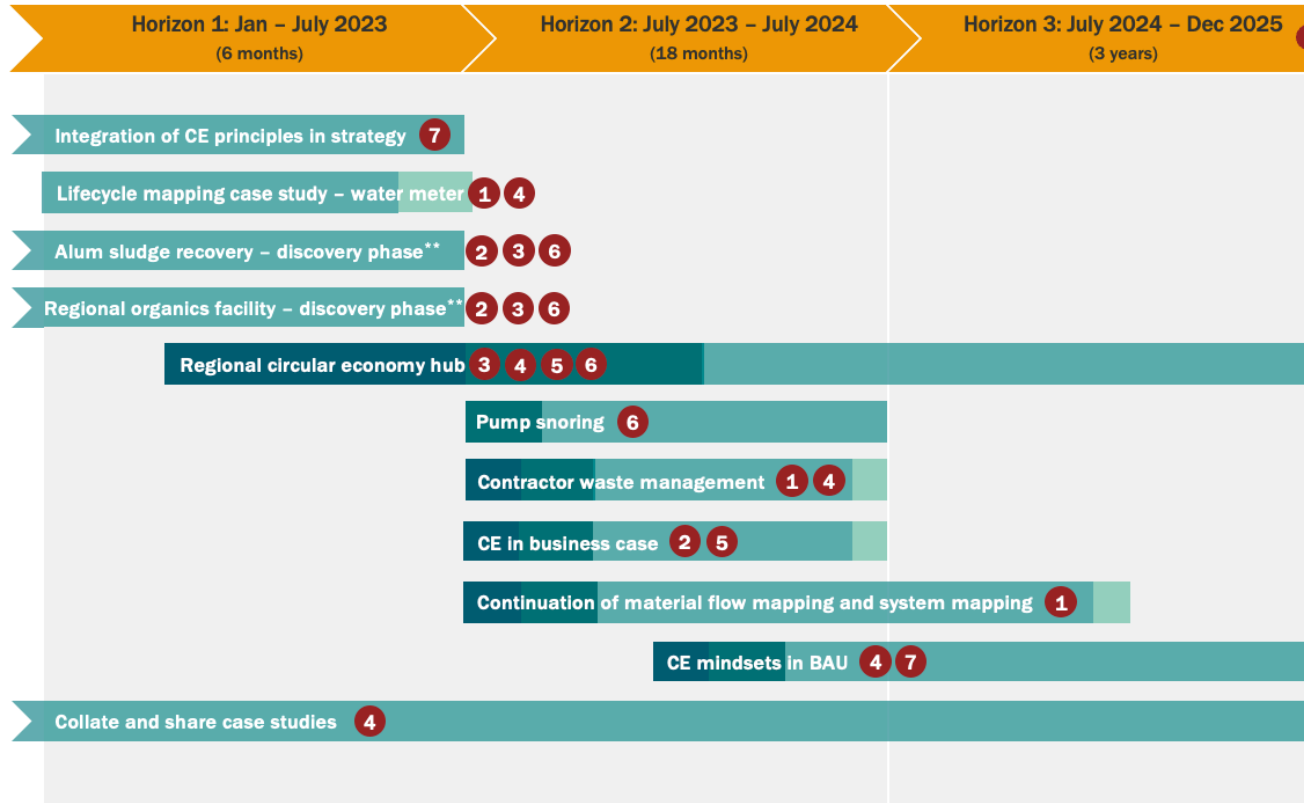 Horizon 1: Jan – July 2023
(6 months)
Horizon 2: July 2023 – July 2024
(18 months)
Horizon 3: July 2024 – Dec 2025
(3 years)
Integration of CE principles in strategy 7
Lifecycle mapping case study – water meter 1 4
Alum sludge recovery – discovery phase** 2 3 6
Regional organics facility – discovery phase** 2 3 6
Regional circular economy hub 3 4 5 6
Pump snoring 6
Contractor waste management 1 4
CE in business case 2 5
Continuation of material flow mapping and system mapping 1
CE mindsets in BAU 4 7
Collate and share case studies 4